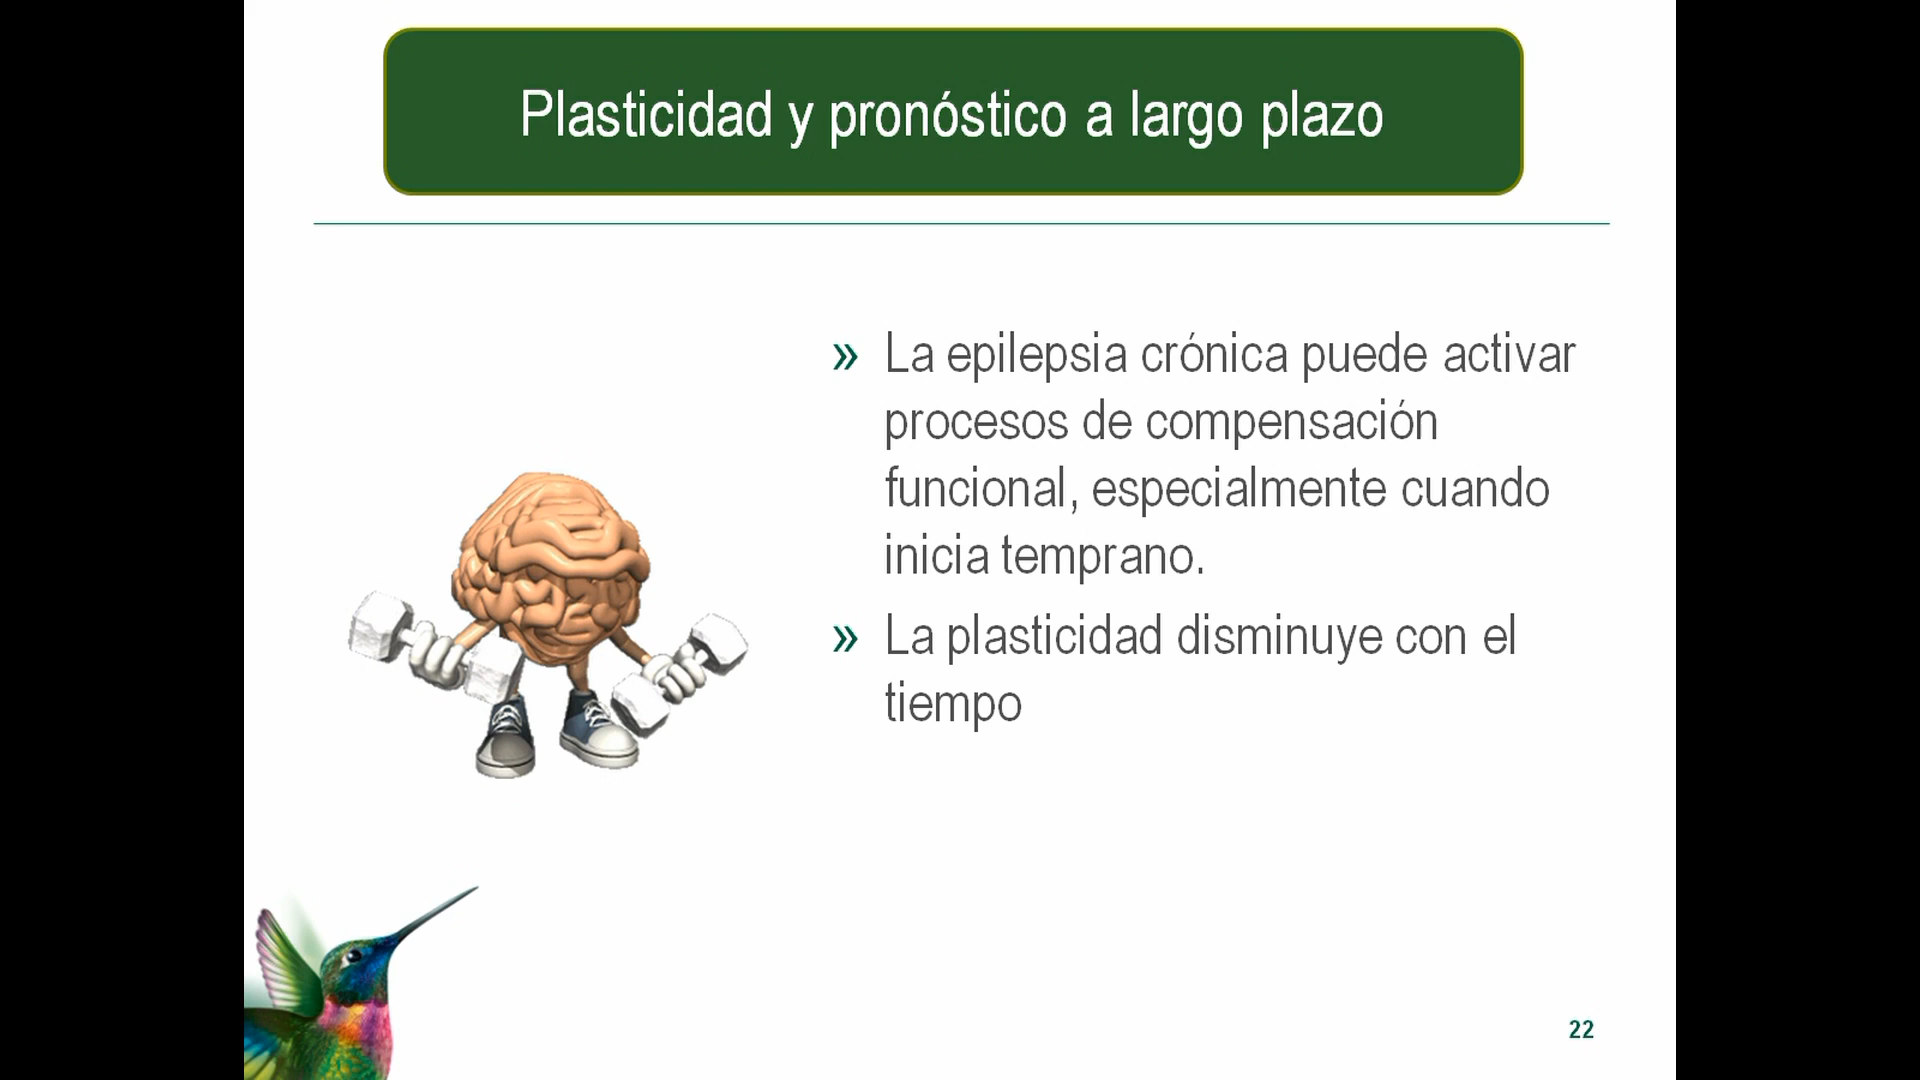 Plasticidad y pronóstico a largo plazo
» La epilepsia crónica puede activar
procesos de compensación
funcional, especialmente cuando
inicia temprano.
» La plasticidad disminuye con el
tiempo
22